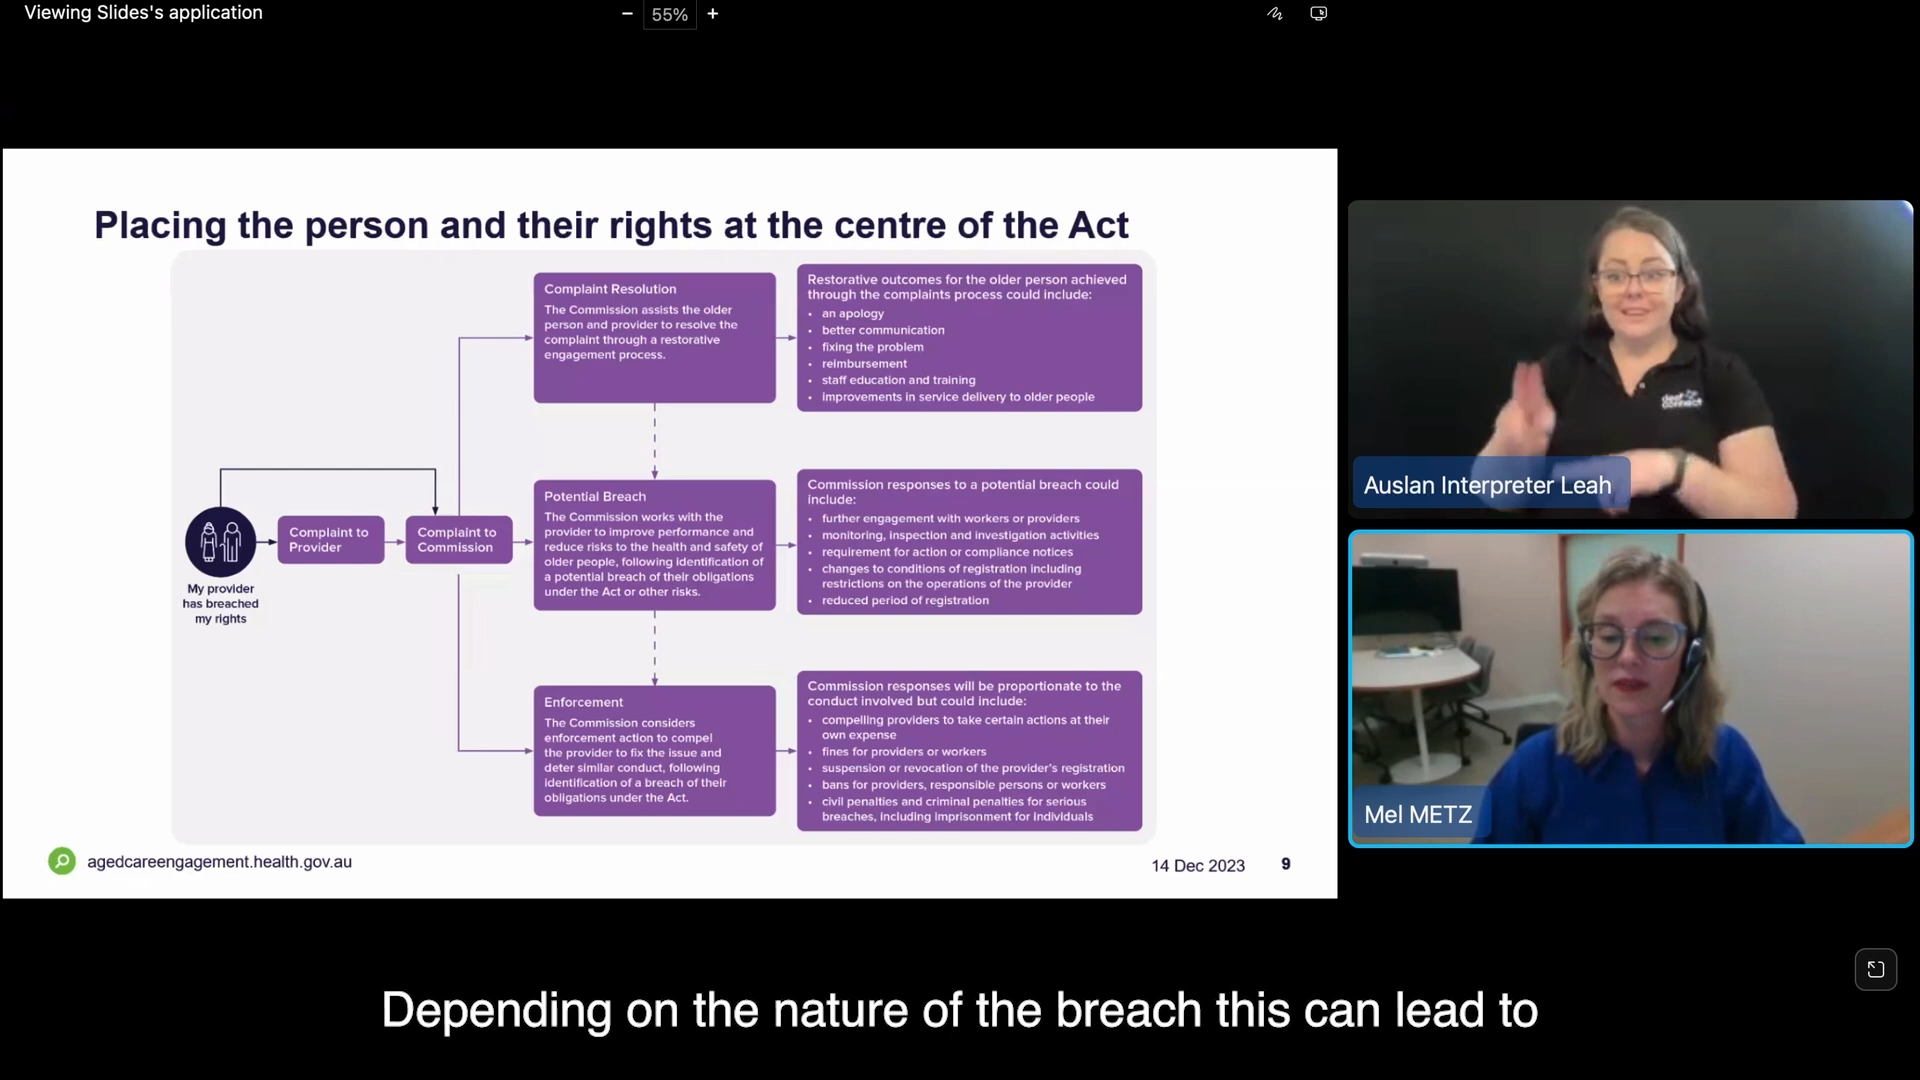 Viewing Slides's application
55%
Placing the person and their rights at the centre of the Act
My provider
has breached
my rights
Complaint to
Provider
Complaint to
Commission
Complaint Resolution
The Commission assists the older
person and provider to resolve the
complaint through a restorative
engagement process.
Restorative outcomes for the older person achieved
through the complaints process could include:
• an apology
• better communication
• fixing the problem
• reimbursement
• staff education and training
• improvements in service delivery to older people
Potential Breach
The Commission works with the
provider to improve performance and
reduce risks to the health and safety of
older people, following identification of
a potential breach of their obligations
under the Act or other risks.
Commission responses to a potential breach could
include:
• further engagement with workers or providers
• monitoring, inspection and investigation activities
• requirement for action or compliance notices
• changes to conditions of registration including
restrictions on the operations of the provider
• reduced period of registration
Enforcement
The Commission considers
enforcement action to compel
the provider to fix the issue and
deter similar conduct, following
identification of a breach of their
obligations under the Act.
Commission responses will be proportionate to the
conduct involved but could include:
• compelling providers to take certain actions at their
own expense
• fines for providers or workers
• suspension or revocation of the provider's registration
• bans for providers, responsible persons or workers
• civil penalties and criminal penalties for serious
breaches, including imprisonment for individuals
agedcareengagement.health.gov.au
14 Dec 2023
9
deaf
connect
Auslan Interpreter Leah
Mel METZ
Depending on the nature of the breach this can lead to